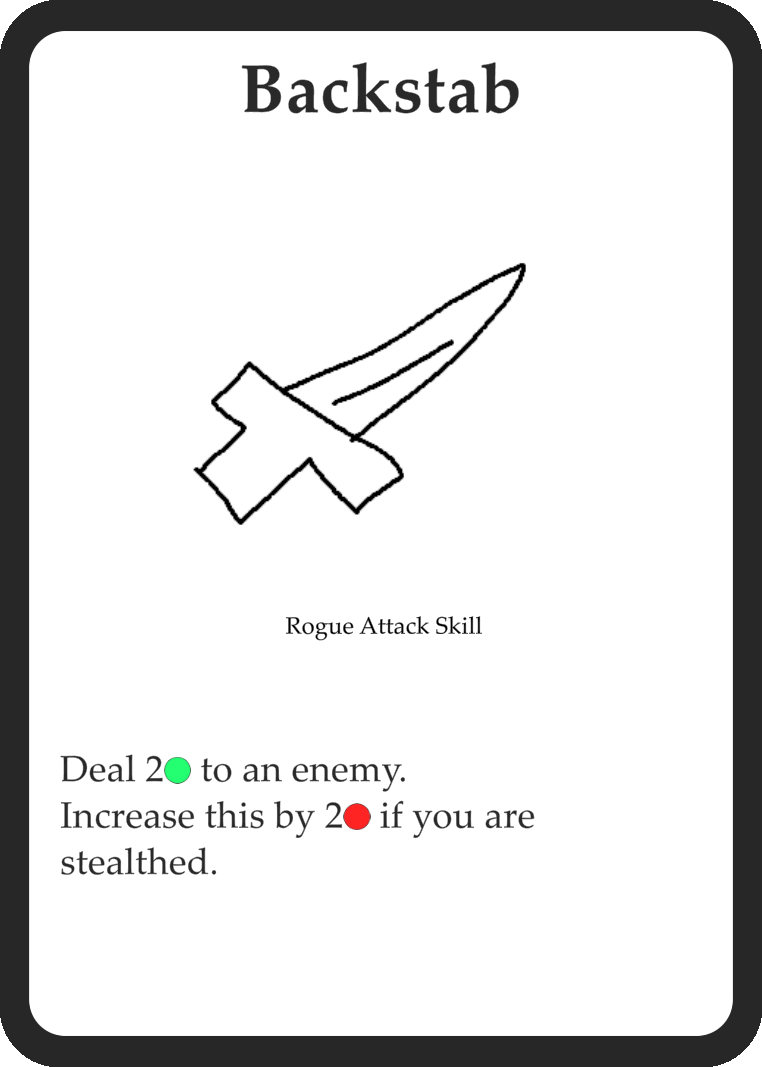 Backstab
Rogue Attack Skill
Deal 2🟢 to an enemy.
Increase this by 2🔴 if you are
stealthed.